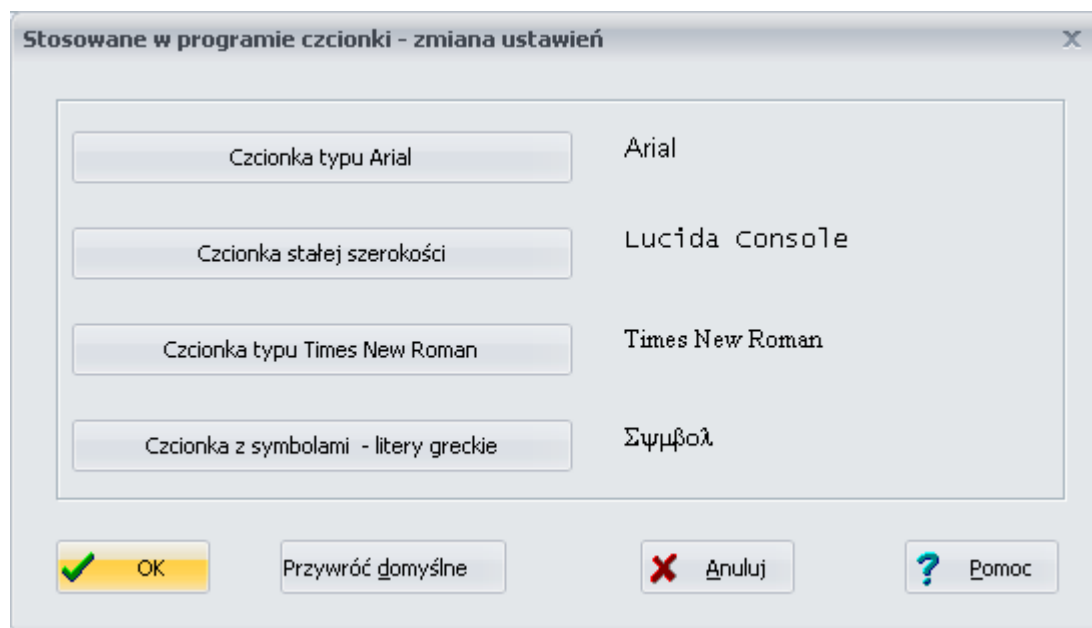 Stosowane w programie czcionki - zmiana ustawień
Czcionka typu Arial
Arial
Czcionka stałej szerokości
Lucida Console
Czcionka typu Times New Roman
Times New Roman
Czcionka z symbolami - litery greckie
Σψμβολ
OK
Przywróć domyślne
Anuluj
Pomoc